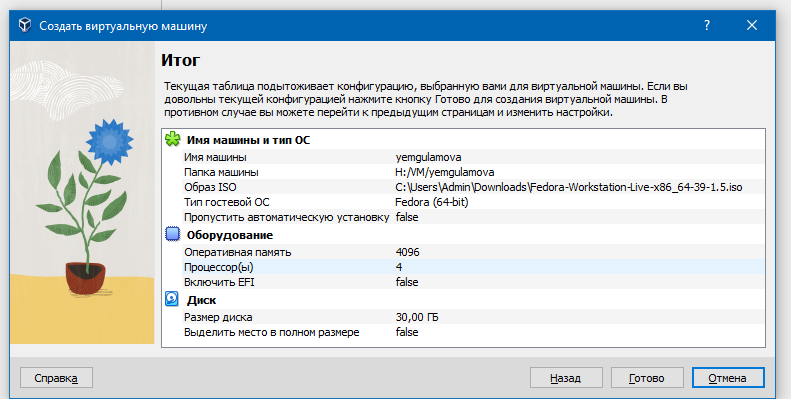 Создать виртуальную машину
Итог
Текущая таблица подытоживает конфигурацию, выбранную вами для виртуальной машины. Если вы
довольны текущей конфигурацией нажмите кнопку Готово для создания виртуальной машины. В
противном случае вы можете перейти к предыдущим страницам и изменить настройки.
Имя машины и тип ОС
Имя машины yemgulamova
Папка машины H:/VM/yemgulamova
Образ ISO C:\Users\Admin\Downloads\Fedora-Workstation-Live-x86_64-39-1.5.iso
Тип гостевой ОС Fedora (64-bit)
Пропустить автоматическую установку false
Оборудование
Оперативная память 4096
Процессор(ы) 4
Включить EFI false
Диск
Размер диска 30,00 ГБ
Выделить место в полном размере false
Справка Назад Готово Отмена